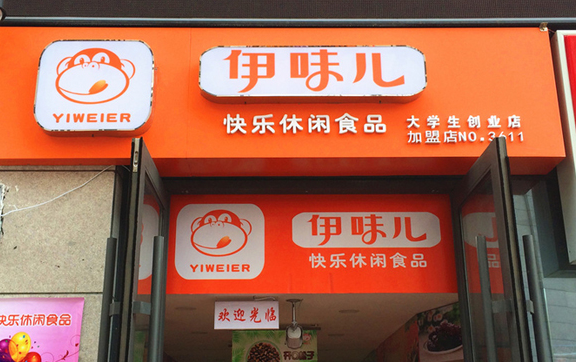 伊味儿
YIWEIER
快乐休闲食品
大学生创业店
加盟店NO.3611
伊味儿
YIWEIER
快乐休闲食品
欢迎光临
快乐休闲食品